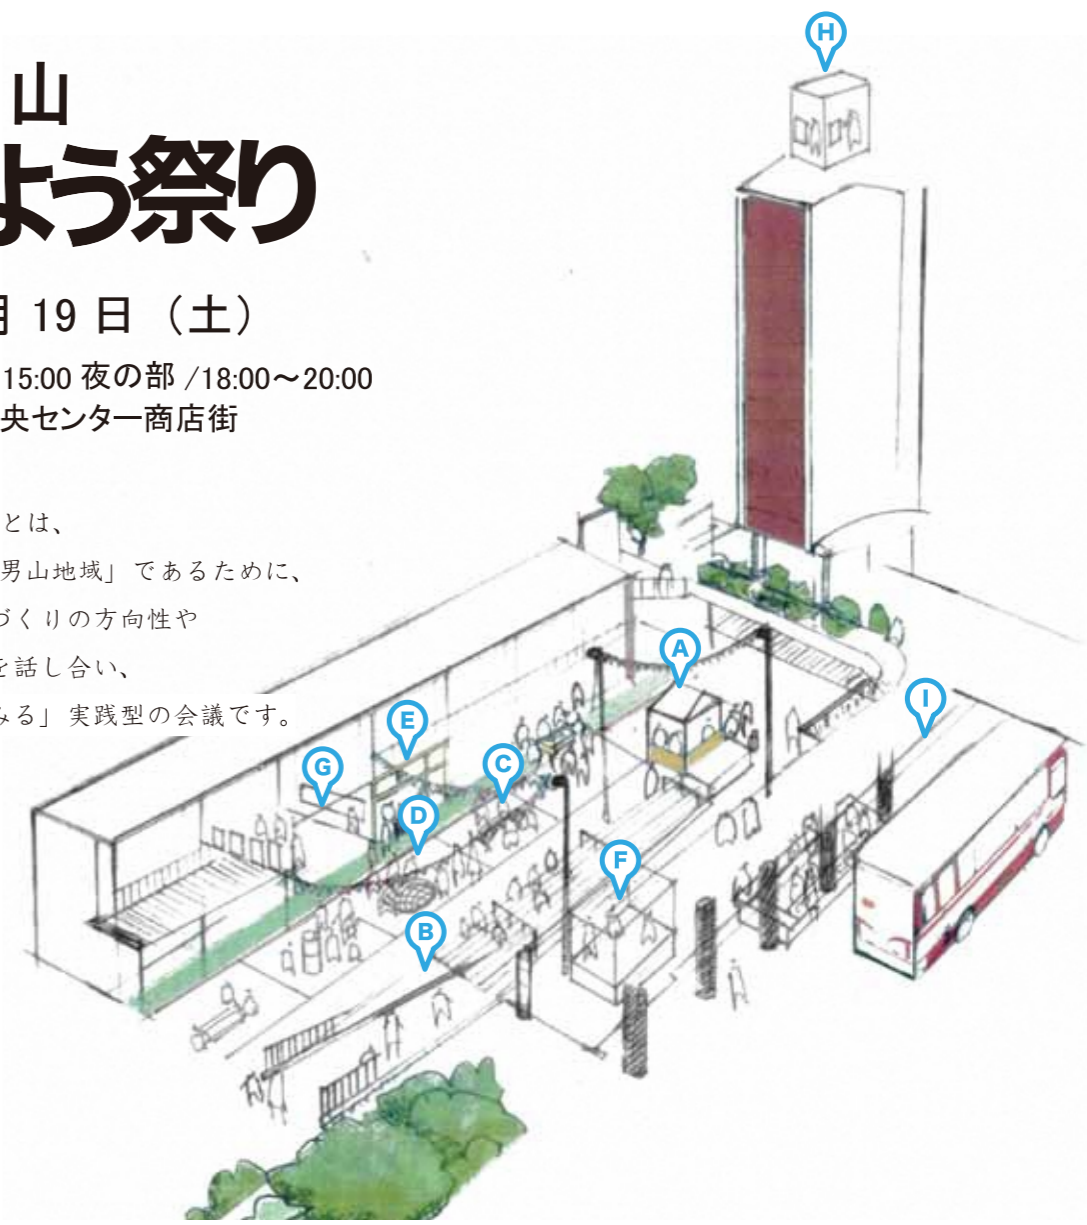 山
よう祭り
月 19 日 （土）
15:00 夜の部 /18:00～20:00
央センター商店街
とは、
男山地域」であるために、
づくりの方向性や
を話し合い、
みる」実践型の会議です。
H
A
I
E
C
G
D
F
B